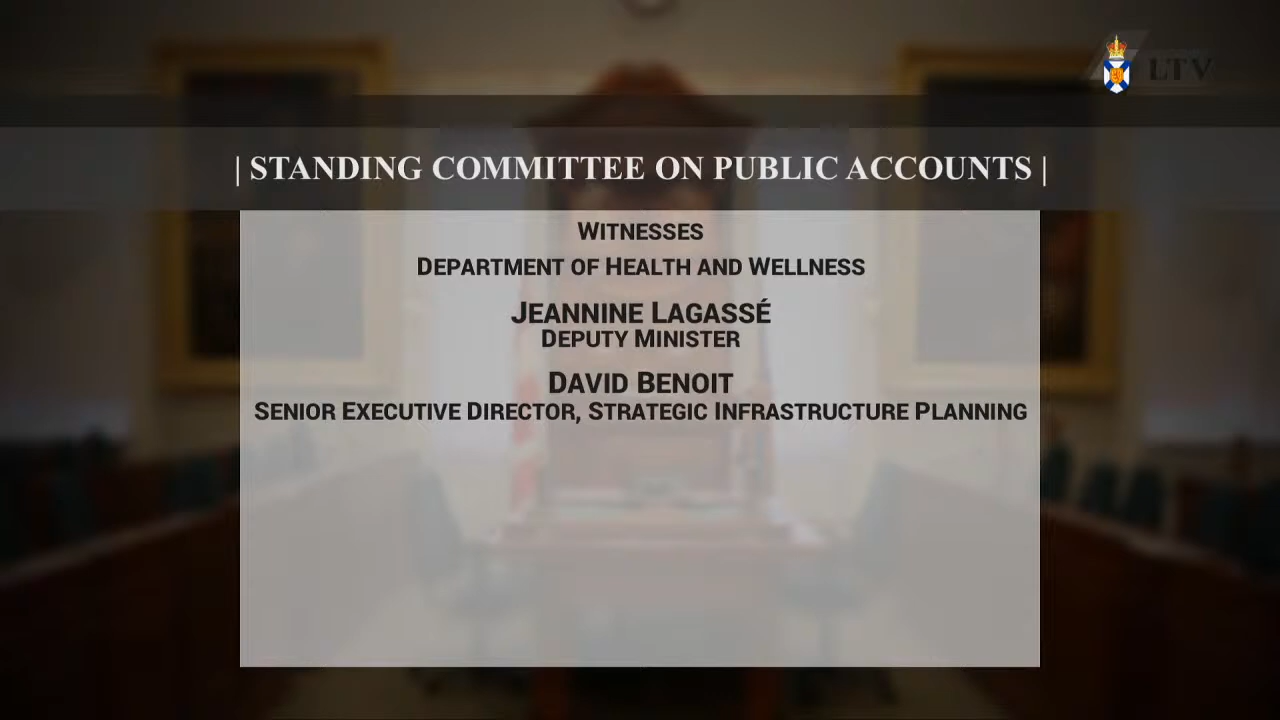 LTV
| STANDING COMMITTEE ON PUBLIC ACCOUNTS |
WITNESSES
DEPARTMENT OF HEALTH AND WELLNESS
JEANNINE LAGASSÉ
DEPUTY MINISTER
DAVID BENOIT
SENIOR EXECUTIVE DIRECTOR, STRATEGIC INFRASTRUCTURE PLANNING